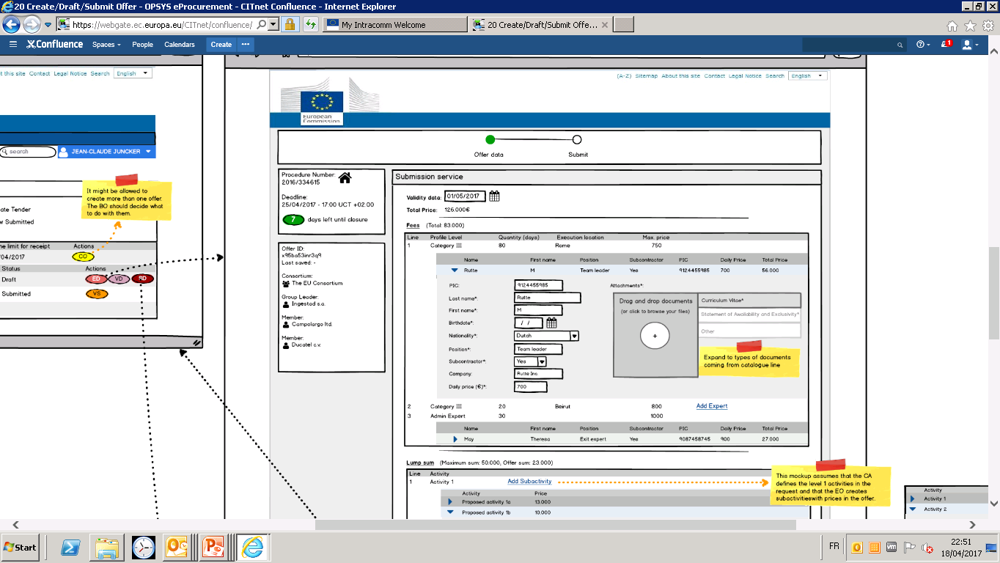 20 Create/Draft/Submit Offer - OPSYS eProcurement - CITnet Confluence - Internet Explorer
https://webgate.ec.europa.eu/CITnet/confluence/
My Intracomm Welcome
20 Create/Draft/Submit Offe...
Confluence
Spaces
People
Calendars
Create
1
t this site Contact Legal Notice Search English
search
JEAN-CLAUDE JUNCKER
It might be allowed to
create more than one offer.
The BO should decide what
to do with them.
ate Tender
w Submitted
ne limit for receipt Actions
/04/2017 CO
Status Actions
Draft ED VD RD
Submitted VS
(A-Z) Sitemap About this site Contact Legal Notice Search English
European
Commission
Offer data Submit
Procedure Number:
2016/334615
Deadline:
25/04/2017 - 17:00 UCT +02:00
7 days left until closure
Offer ID:
x95ba53inr3q9
Last saved: -
Consortium:
The EU Consortium
Group Leader:
Ingestad s.a.
Member:
Campolargo ltd.
Member:
Ducatel c.v.
Submission service
Validity data: 01/05/2017
Total Price: 126.000€
Fees (Total: 83.000)
Line Profile Level Quantity (days) Execution location Max. price
1 Category III 80 Rome 750
Name First name Position Subcontractor PIC Daily Price Total Price
Rutte M Team leader Yes 9124455985 700 56.000
PIC: 9124455985
Last name*: Rutte
First name*: M
Birthdate*: / /
Nationality*: Dutch
Position*: Team leader
Subcontractor*: Yes
Company: Rutte Inc.
Daily price (€)*: 700
Attachments*:
Drag and drop documents
(or click to browse your files)
+
Curriculum Vitae*
Statement of Availability and Exclusivity*
Other
Expand to types of documents
coming from catalogue line
2 Category III 20 Beirut 800 Add Expert
3 Admin Expert 30 1000
Name First name Position Subcontractor PIC Daily Price Total Price
May Theresa Exit expert Yes 9087458745 900 27.000
Lump sum (Maximum sum: 50.000, Offer sum: 23.000)
Line Activity
1 Activity 1 Add Subactivity
Activity Price
Proposed activity 1a 13.000
Proposed activity 1b 10.000
This mockup assumes that the CA
defines the level 1 activities in the
request and that the EO creates
subactivitieswith prices in the offer.
Activity
Activity 1
Activity 2
Start
FR
22:51
18/04/2017